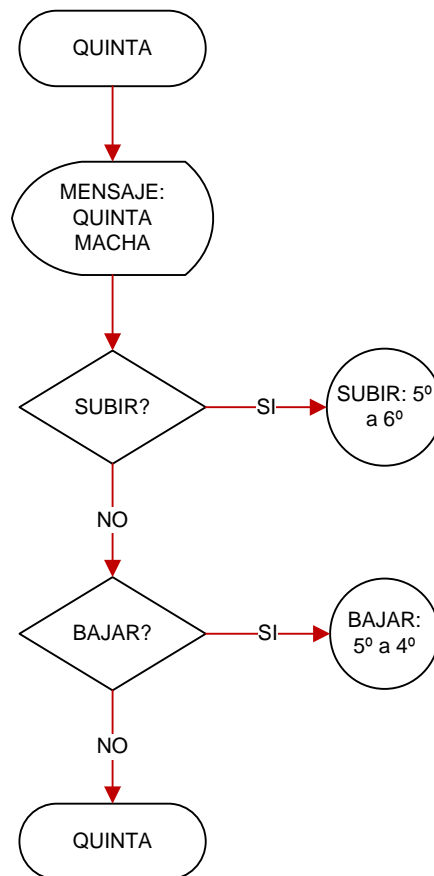 QUINTA
MENSAJE:
QUINTA
MACHA
SUBIR?
SI
SUBIR: 5º
a 6º
NO
BAJAR?
SI
BAJAR:
5º a 4º
NO
QUINTA